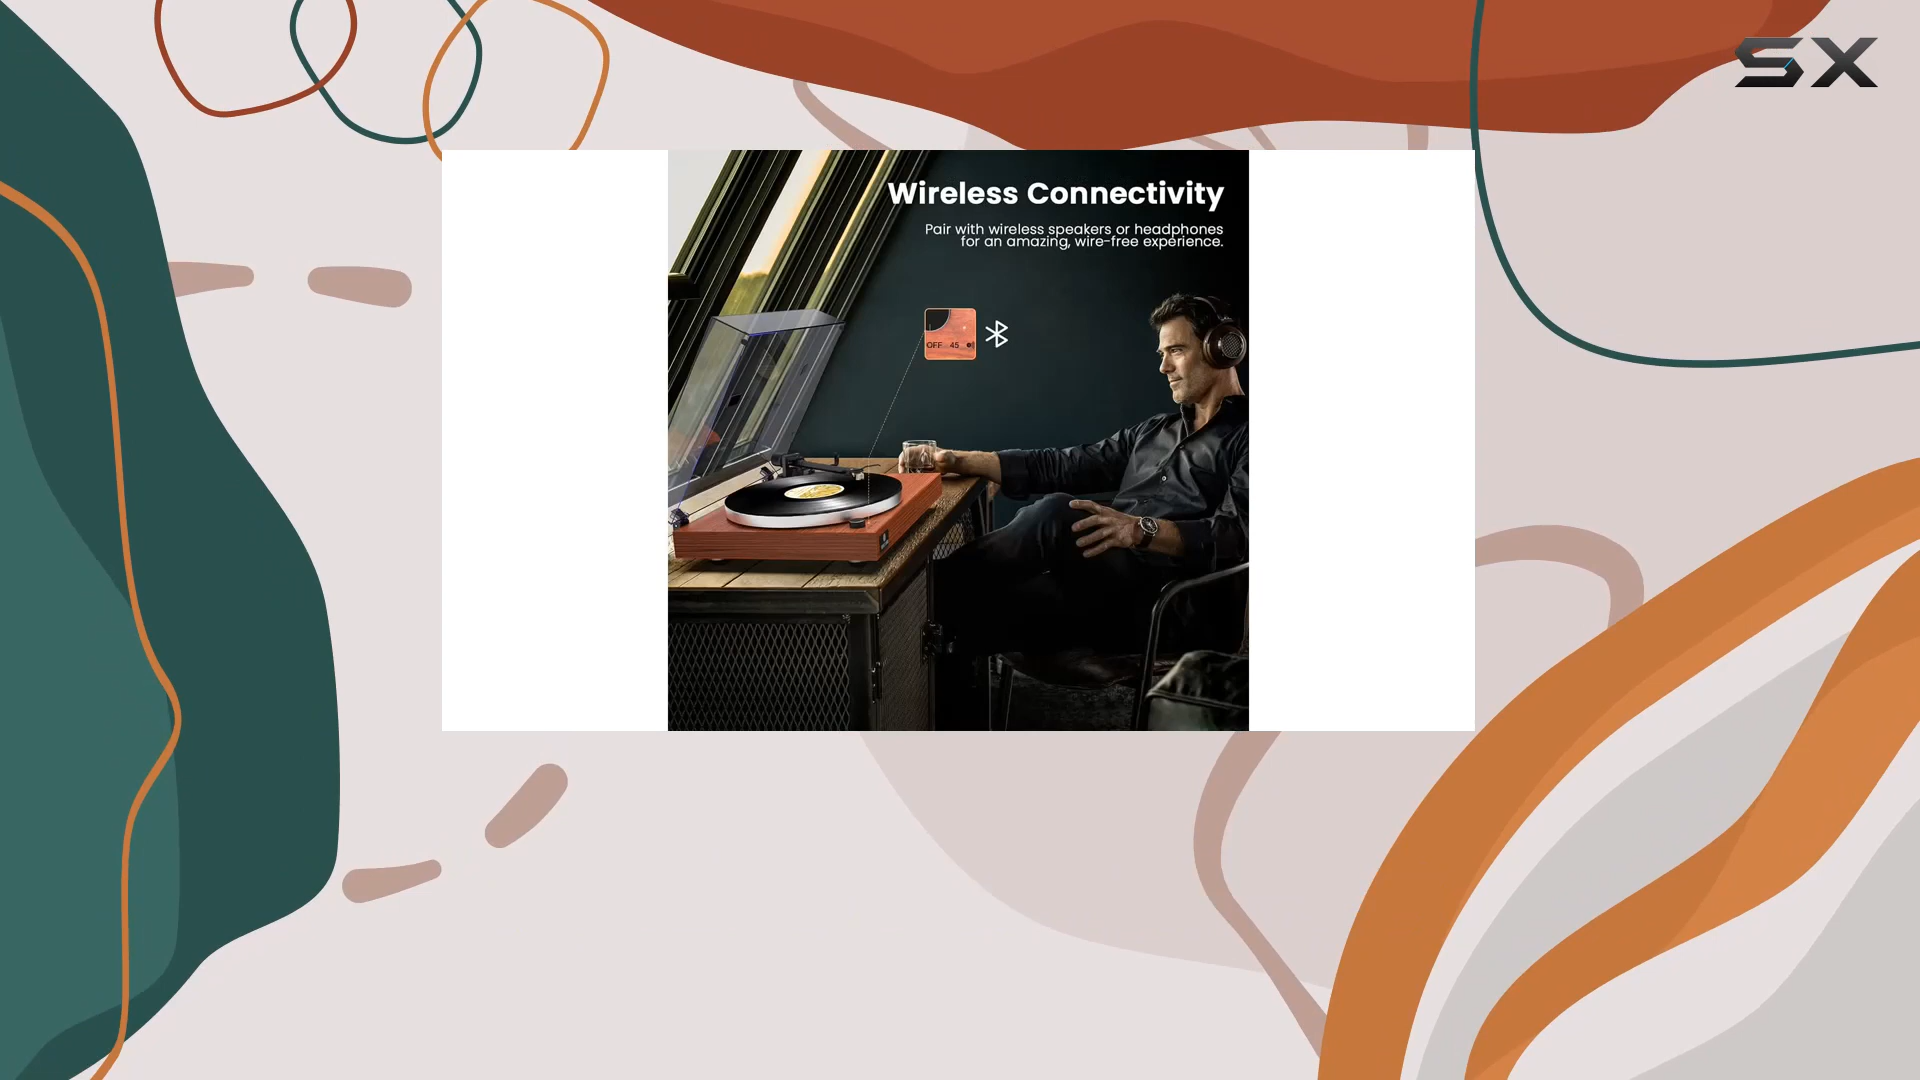 SX
Wireless Connectivity
Pair with wireless speakers or headphones
for an amazing, wire-free experience.
OFF 45